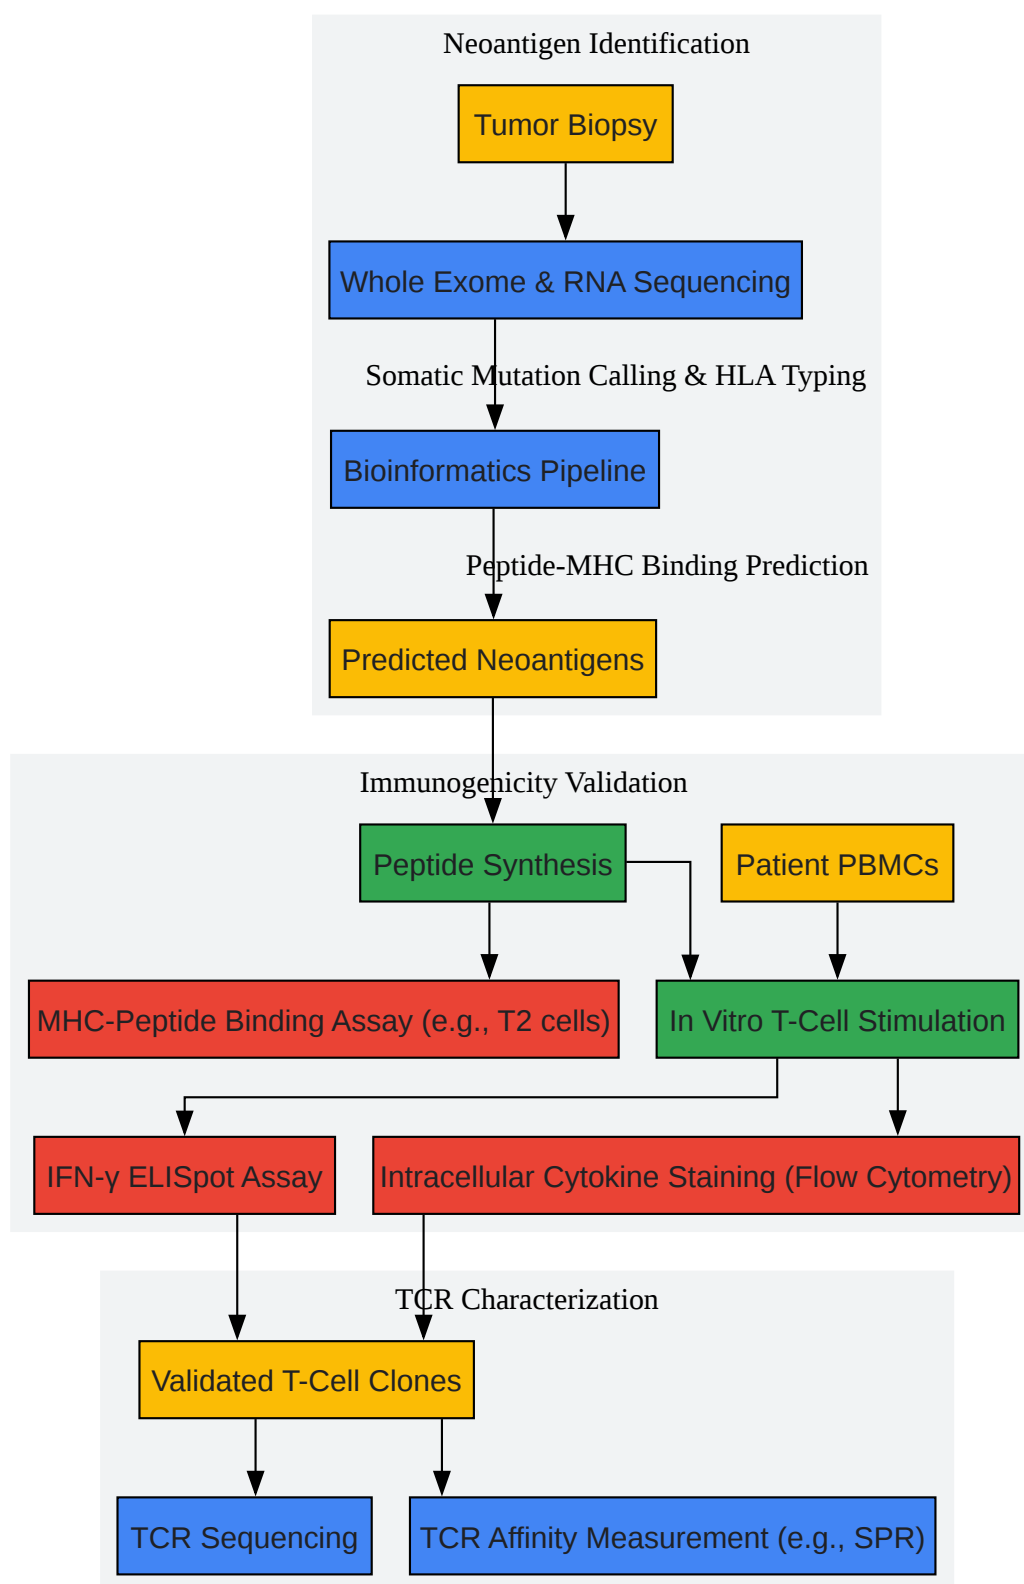 Neoantigen Identification
Tumor Biopsy
Whole Exome & RNA Sequencing
Somatic Mutation Calling & HLA Typing
Bioinformatics Pipeline
Peptide-MHC Binding Prediction
Predicted Neoantigens
Immunogenicity Validation
Peptide Synthesis
Patient PBMCs
MHC-Peptide Binding Assay (e.g., T2 cells)
In Vitro T-Cell Stimulation
IFN-γ ELISpot Assay
Intracellular Cytokine Staining (Flow Cytometry)
TCR Characterization
Validated T-Cell Clones
TCR Sequencing
TCR Affinity Measurement (e.g., SPR)